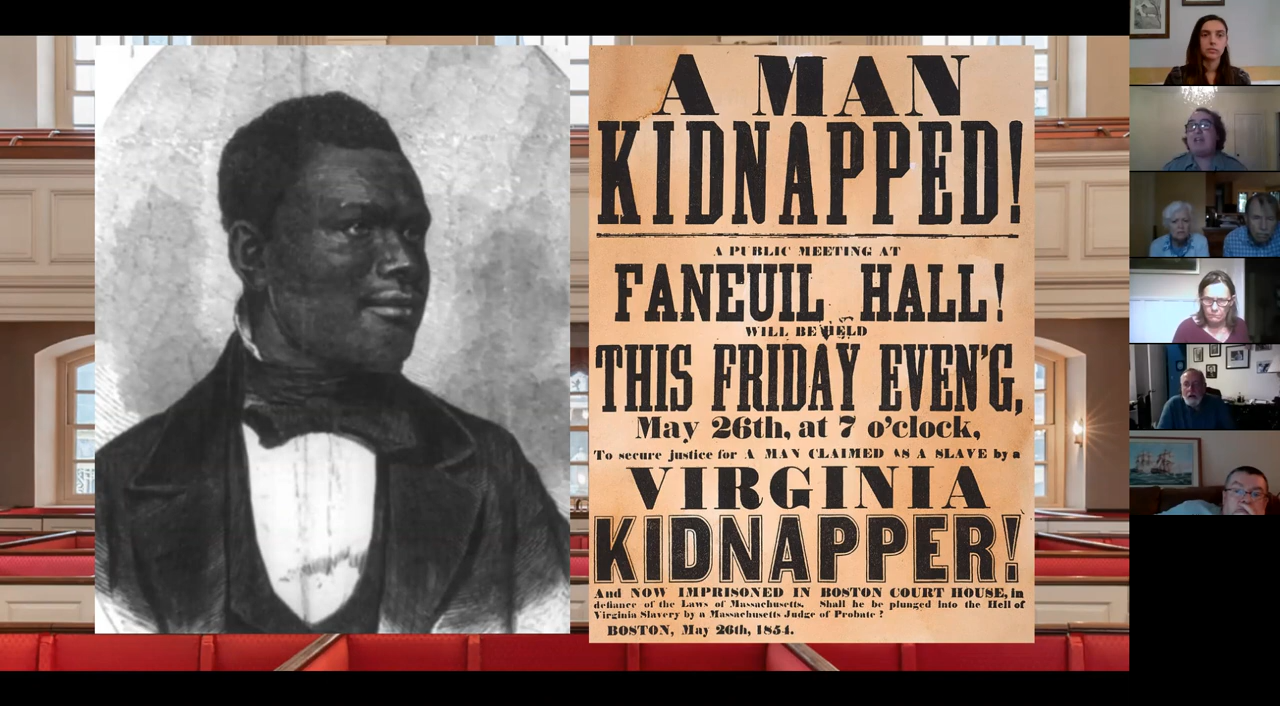 A MAN
KIDNAPPED!
A PUBLIC MEETING AT
FANEUIL HALL!
WILL BE HELD
THIS FRIDAY EVEN'G,
May 26th, at 7 o'clock,
To secure justice for A MAN CLAIMED AS A SLAVE by a
VIRGINIA
KIDNAPPER!
And NOW IMPRISONED IN BOSTON COURT HOUSE, in
defiance of the Laws of Massachusetts. Shall he be plunged into the Hell of
Virginia Slavery by a Massachusetts Judge of Probate?
BOSTON, May 26th, 1854.